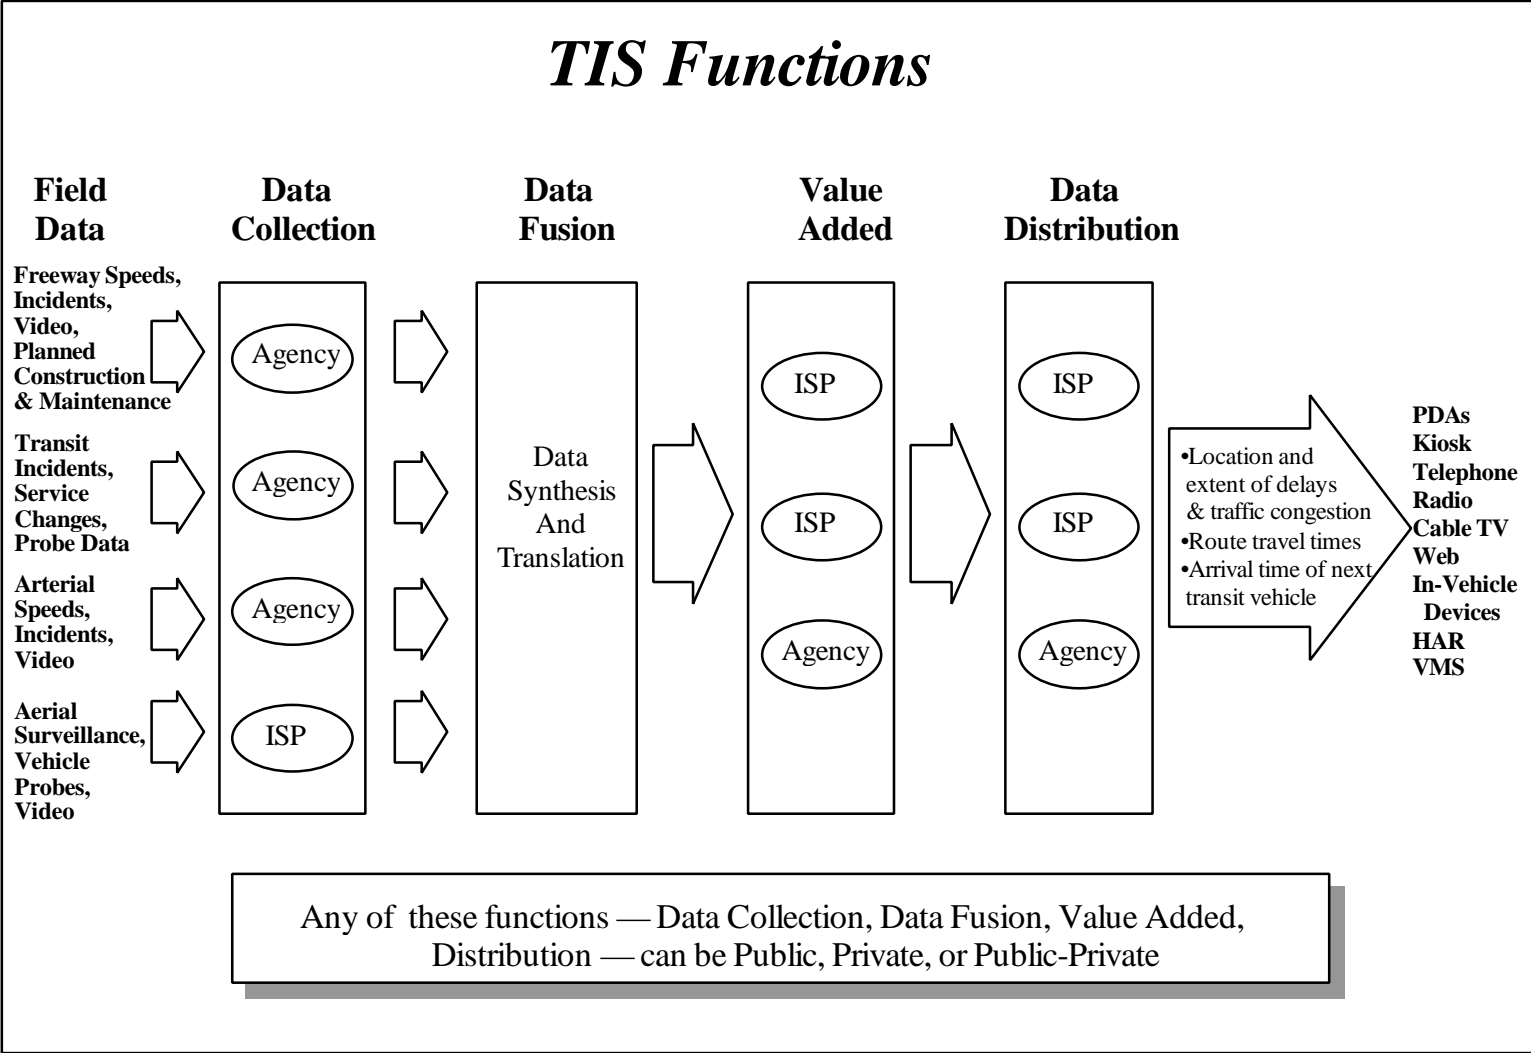 TIS Functions
Field
Data
Data
Collection
Data
Fusion
Value
Added
Data
Distribution
Freeway Speeds,
Incidents,
Video,
Planned
Construction
& Maintenance
Transit
Incidents,
Service
Changes,
Probe Data
Arterial
Speeds,
Incidents,
Video
Aerial
Surveillance,
Vehicle
Probes,
Video
Agency
Agency
Agency
ISP
Data
Synthesis
And
Translation
ISP
ISP
Agency
ISP
ISP
Agency
•Location and
extent of delays
& traffic congestion
•Route travel times
•Arrival time of next
transit vehicle
PDAs
Kiosk
Telephone
Radio
Cable TV
Web
In-Vehicle
Devices
HAR
VMS
Any of these functions — Data Collection, Data Fusion, Value Added,
Distribution — can be Public, Private, or Public-Private